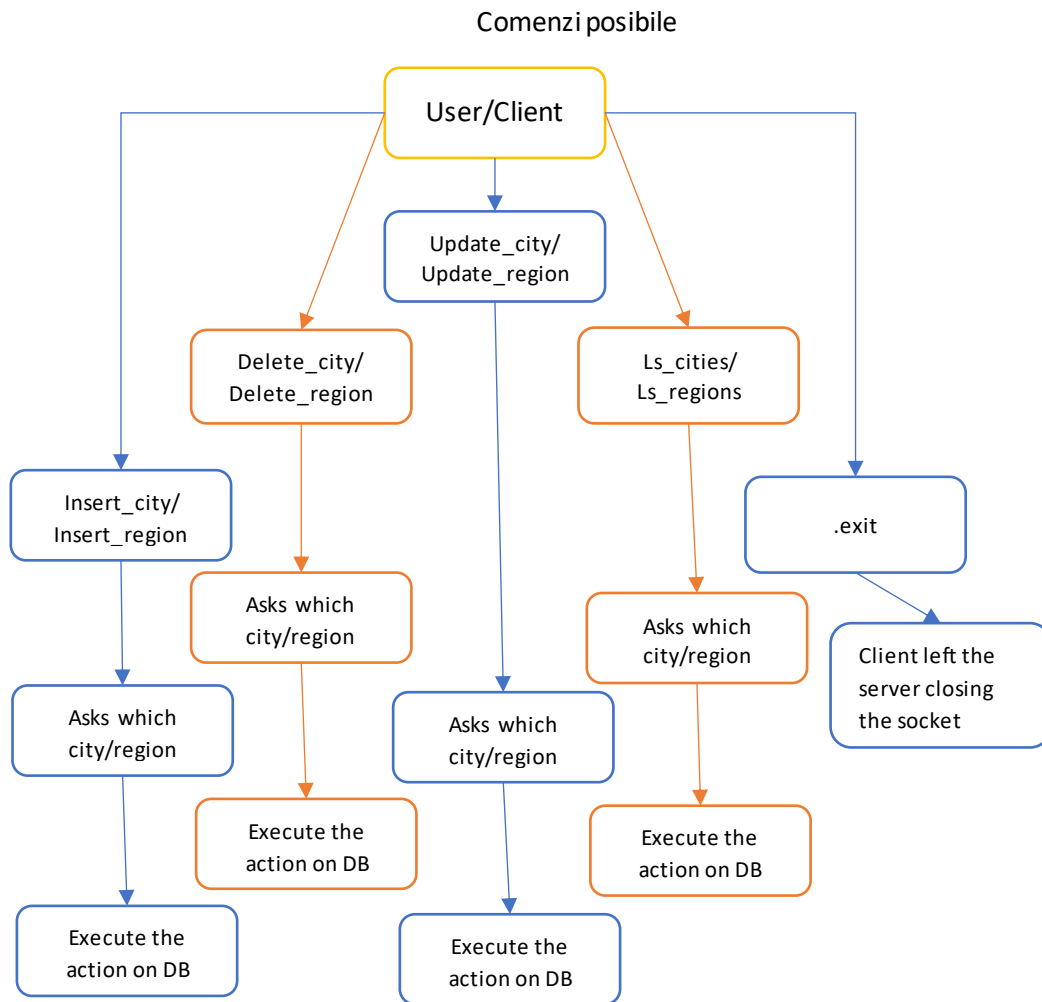 Comenzi posibile
User/Client
Update_city/
Update_region
Delete_city/
Delete_region
Ls_cities/
Ls_regions
Insert_city/
Insert_region
.exit
Asks which
city/region
Asks which
city/region
Client left the
server closing
the socket
Asks which
city/region
Asks which
city/region
Execute the
action on DB
Execute the
action on DB
Execute the
action on DB
Execute the
action on DB